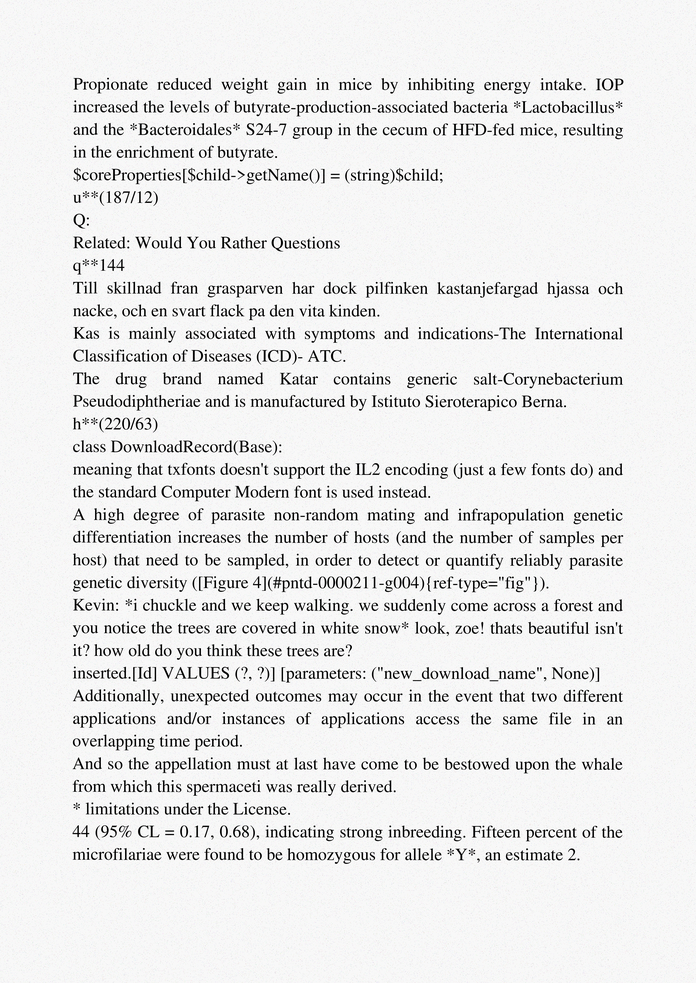 Propionate reduced weight gain in mice by inhibiting energy intake. IOP
increased the levels of butyrate-production-associated bacteria *Lactobacillus*
and the *Bacteroidales* S24-7 group in the cecum of HFD-fed mice, resulting
in the enrichment of butyrate.
$coreProperties[$child->getName()] = (string)$child;
u**(187/12)
Q:
Related: Would You Rather Questions
q**144
Till skillnad fran grasparven har dock pilfinken kastanjefargad hjassa och
nacke, och en svart flack pa den vita kinden.
Kas is mainly associated with symptoms and indications-The International
Classification of Diseases (ICD)- ATC.
The drug brand named Katar contains generic salt-Corynebacterium
Pseudodiphtheriae and is manufactured by Istituto Sieroterapico Berna.
h**(220/63)
class DownloadRecord(Base):
meaning that txfonts doesn't support the IL2 encoding (just a few fonts do) and
the standard Computer Modern font is used instead.
A high degree of parasite non-random mating and infrapopulation genetic
differentiation increases the number of hosts (and the number of samples per
host) that need to be sampled, in order to detect or quantify reliably parasite
genetic diversity ([Figure 4](#pntd-0000211-g004){ref-type="fig"}).
Kevin: *i chuckle and we keep walking. we suddenly come across a forest and
you notice the trees are covered in white snow* look, zoe! thats beautiful isn't
it? how old do you think these trees are?
inserted.[Id] VALUES (?, ?)] [parameters: ("new_download_name", None)]
Additionally, unexpected outcomes may occur in the event that two different
applications and/or instances of applications access the same file in an
overlapping time period.
And so the appellation must at last have come to be bestowed upon the whale
from which this spermaceti was really derived.
* limitations under the License.
44 (95% CL = 0.17, 0.68), indicating strong inbreeding. Fifteen percent of the
microfilariae were found to be homozygous for allele *Y*, an estimate 2.